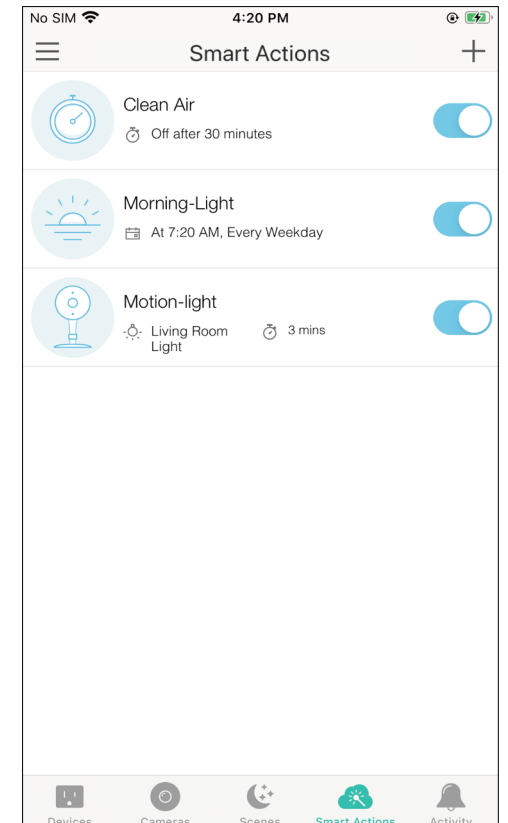 No SIM 4:20 PM
Smart Actions
Clean Air
Off after 30 minutes
Morning-Light
At 7:20 AM, Every Weekday
Motion-light
Living Room 3 mins
Light
Devices Cameras Scenes Smart Actions Activity